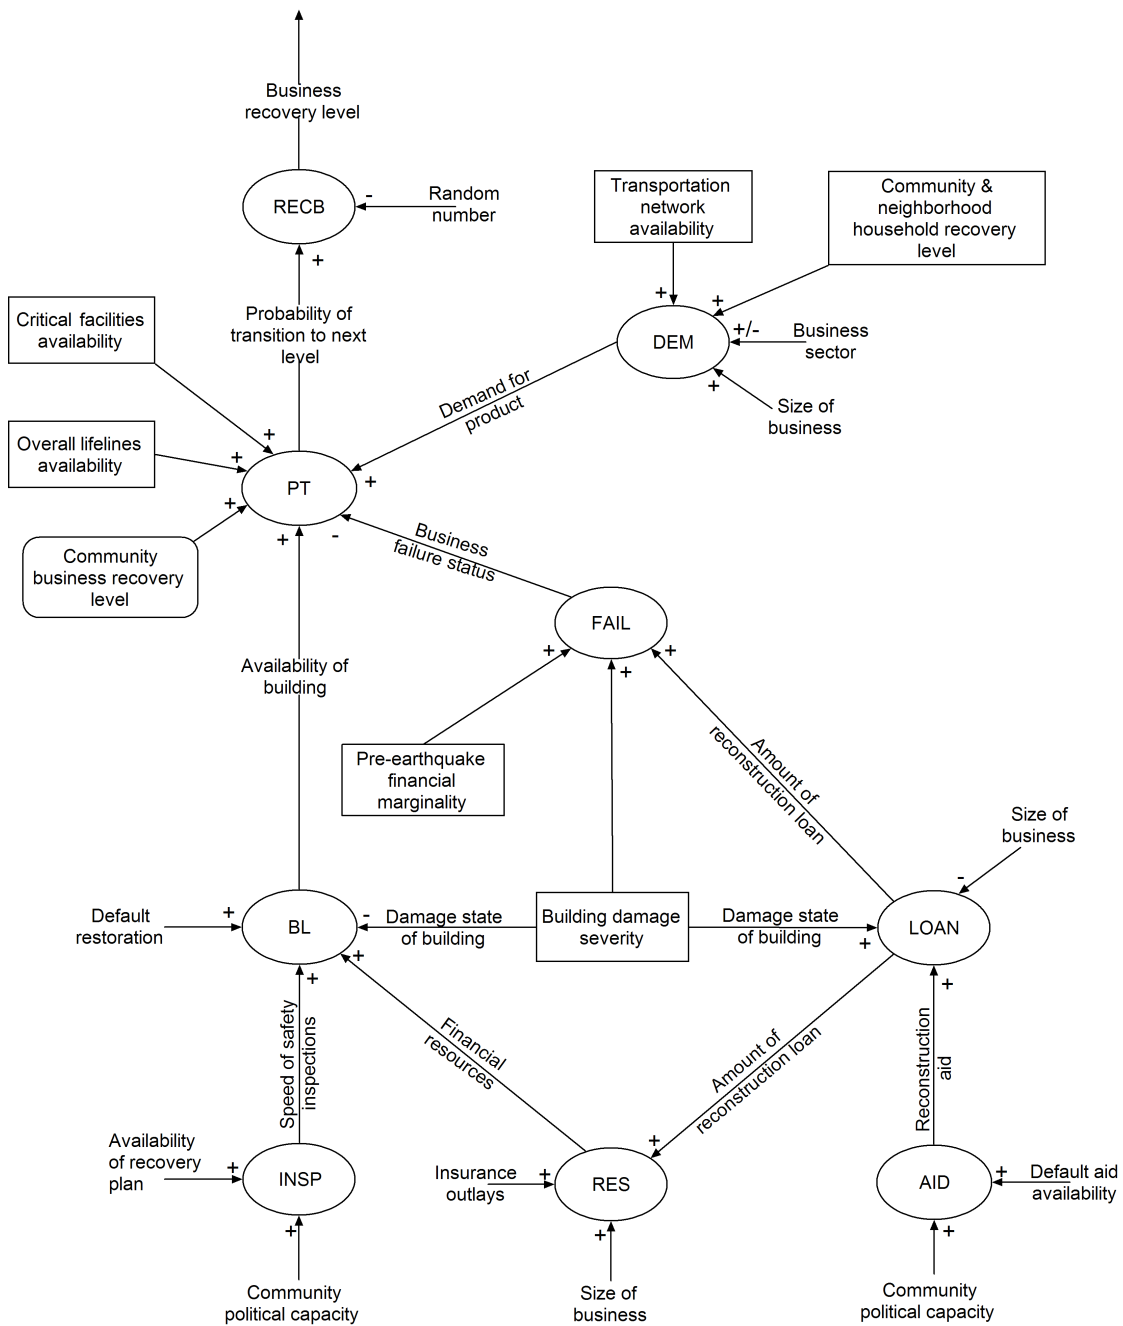 Business
recovery level
RECB
-
Random
number
+
Transportation
network
availability
Community &
neighborhood
household recovery
level
Critical facilities
availability
Probability of
transition to next
level
+
+
DEM
+/-
Business
sector
+
Size of
business
Demand for
product
Overall lifelines
availability
+
+
PT
+
+
Community
business recovery
level
+
-
Business
failure status
FAIL
+
+
+
Availability of
building
Pre-earthquake
financial
marginality
Amount of
reconstruction loan
Size of
business
-
Default
restoration
+
BL
-
Damage state
of building
Building damage
severity
Damage state
of building
+
LOAN
+
+
+
Speed of safety
inspections
Financial
resources
Amount of
reconstruction loan
Reconstruction
aid
Availability
of recovery
plan
+
INSP
Insurance
outlays
+
RES
+
AID
+
Default aid
availability
+
+
+
Community
political capacity
Size of
business
Community
political capacity